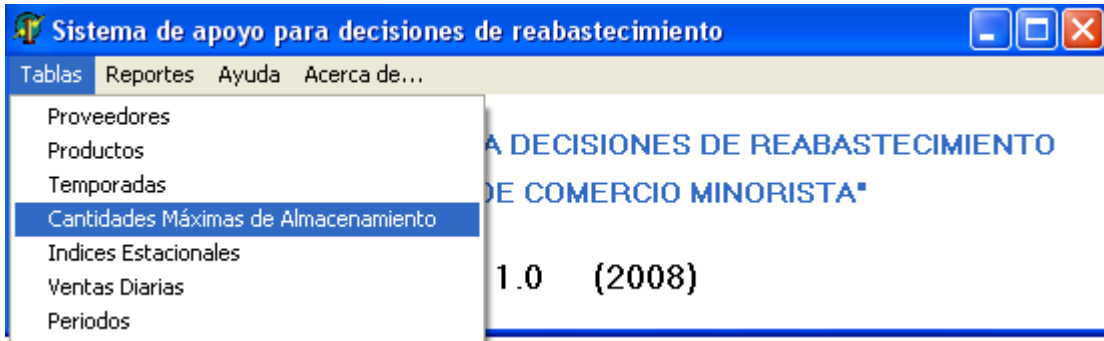 Sistema de apoyo para decisiones de reabastecimiento
Tablas Reportes Ayuda Acerca de...
Proveedores
Productos
Temporadas
Cantidades Máximas de Almacenamiento
Indices Estacionales
Ventas Diarias
Periodos
A DECISIONES DE REABASTECIMIENTO
DE COMERCIO MINORISTA"
1.0 (2008)